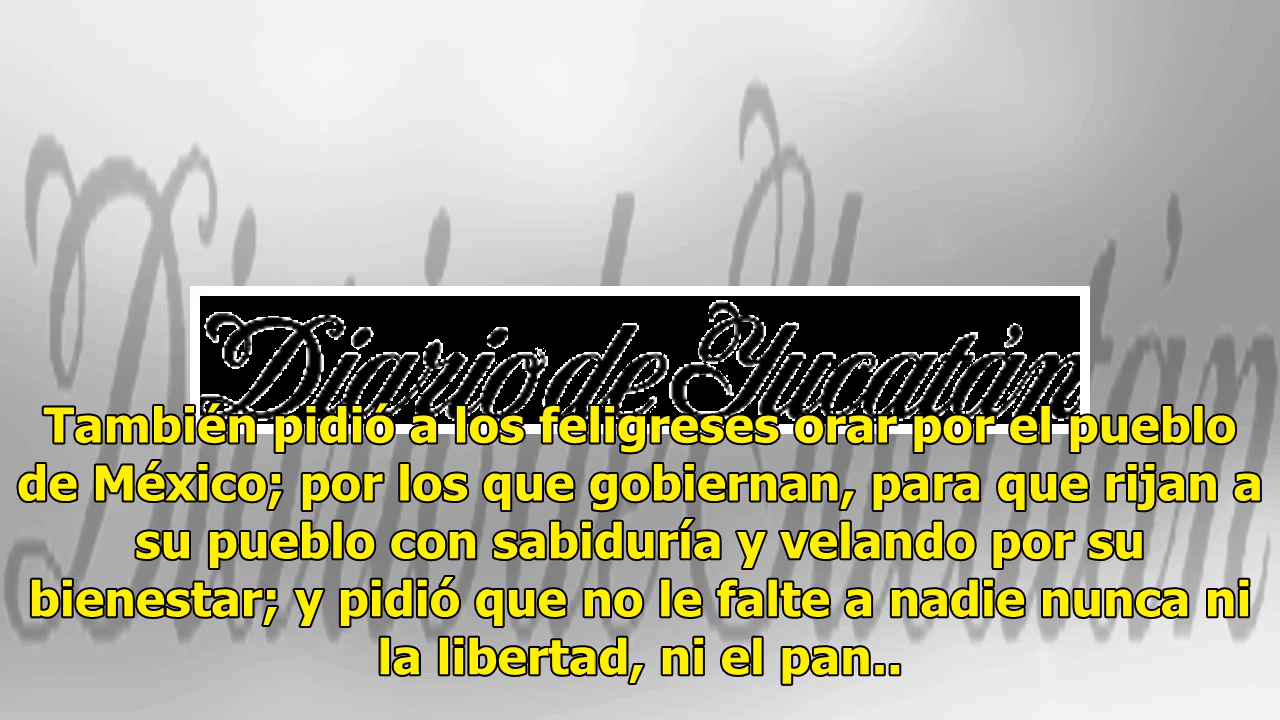 Diario de Yucatán
También pidió a los feligreses orar por el pueblo
de México; por los que gobiernan, para que rijan a
su pueblo con sabiduría y velando por su
bienestar; y pidió que no le falte a nadie nunca ni
la libertad, ni el pan..